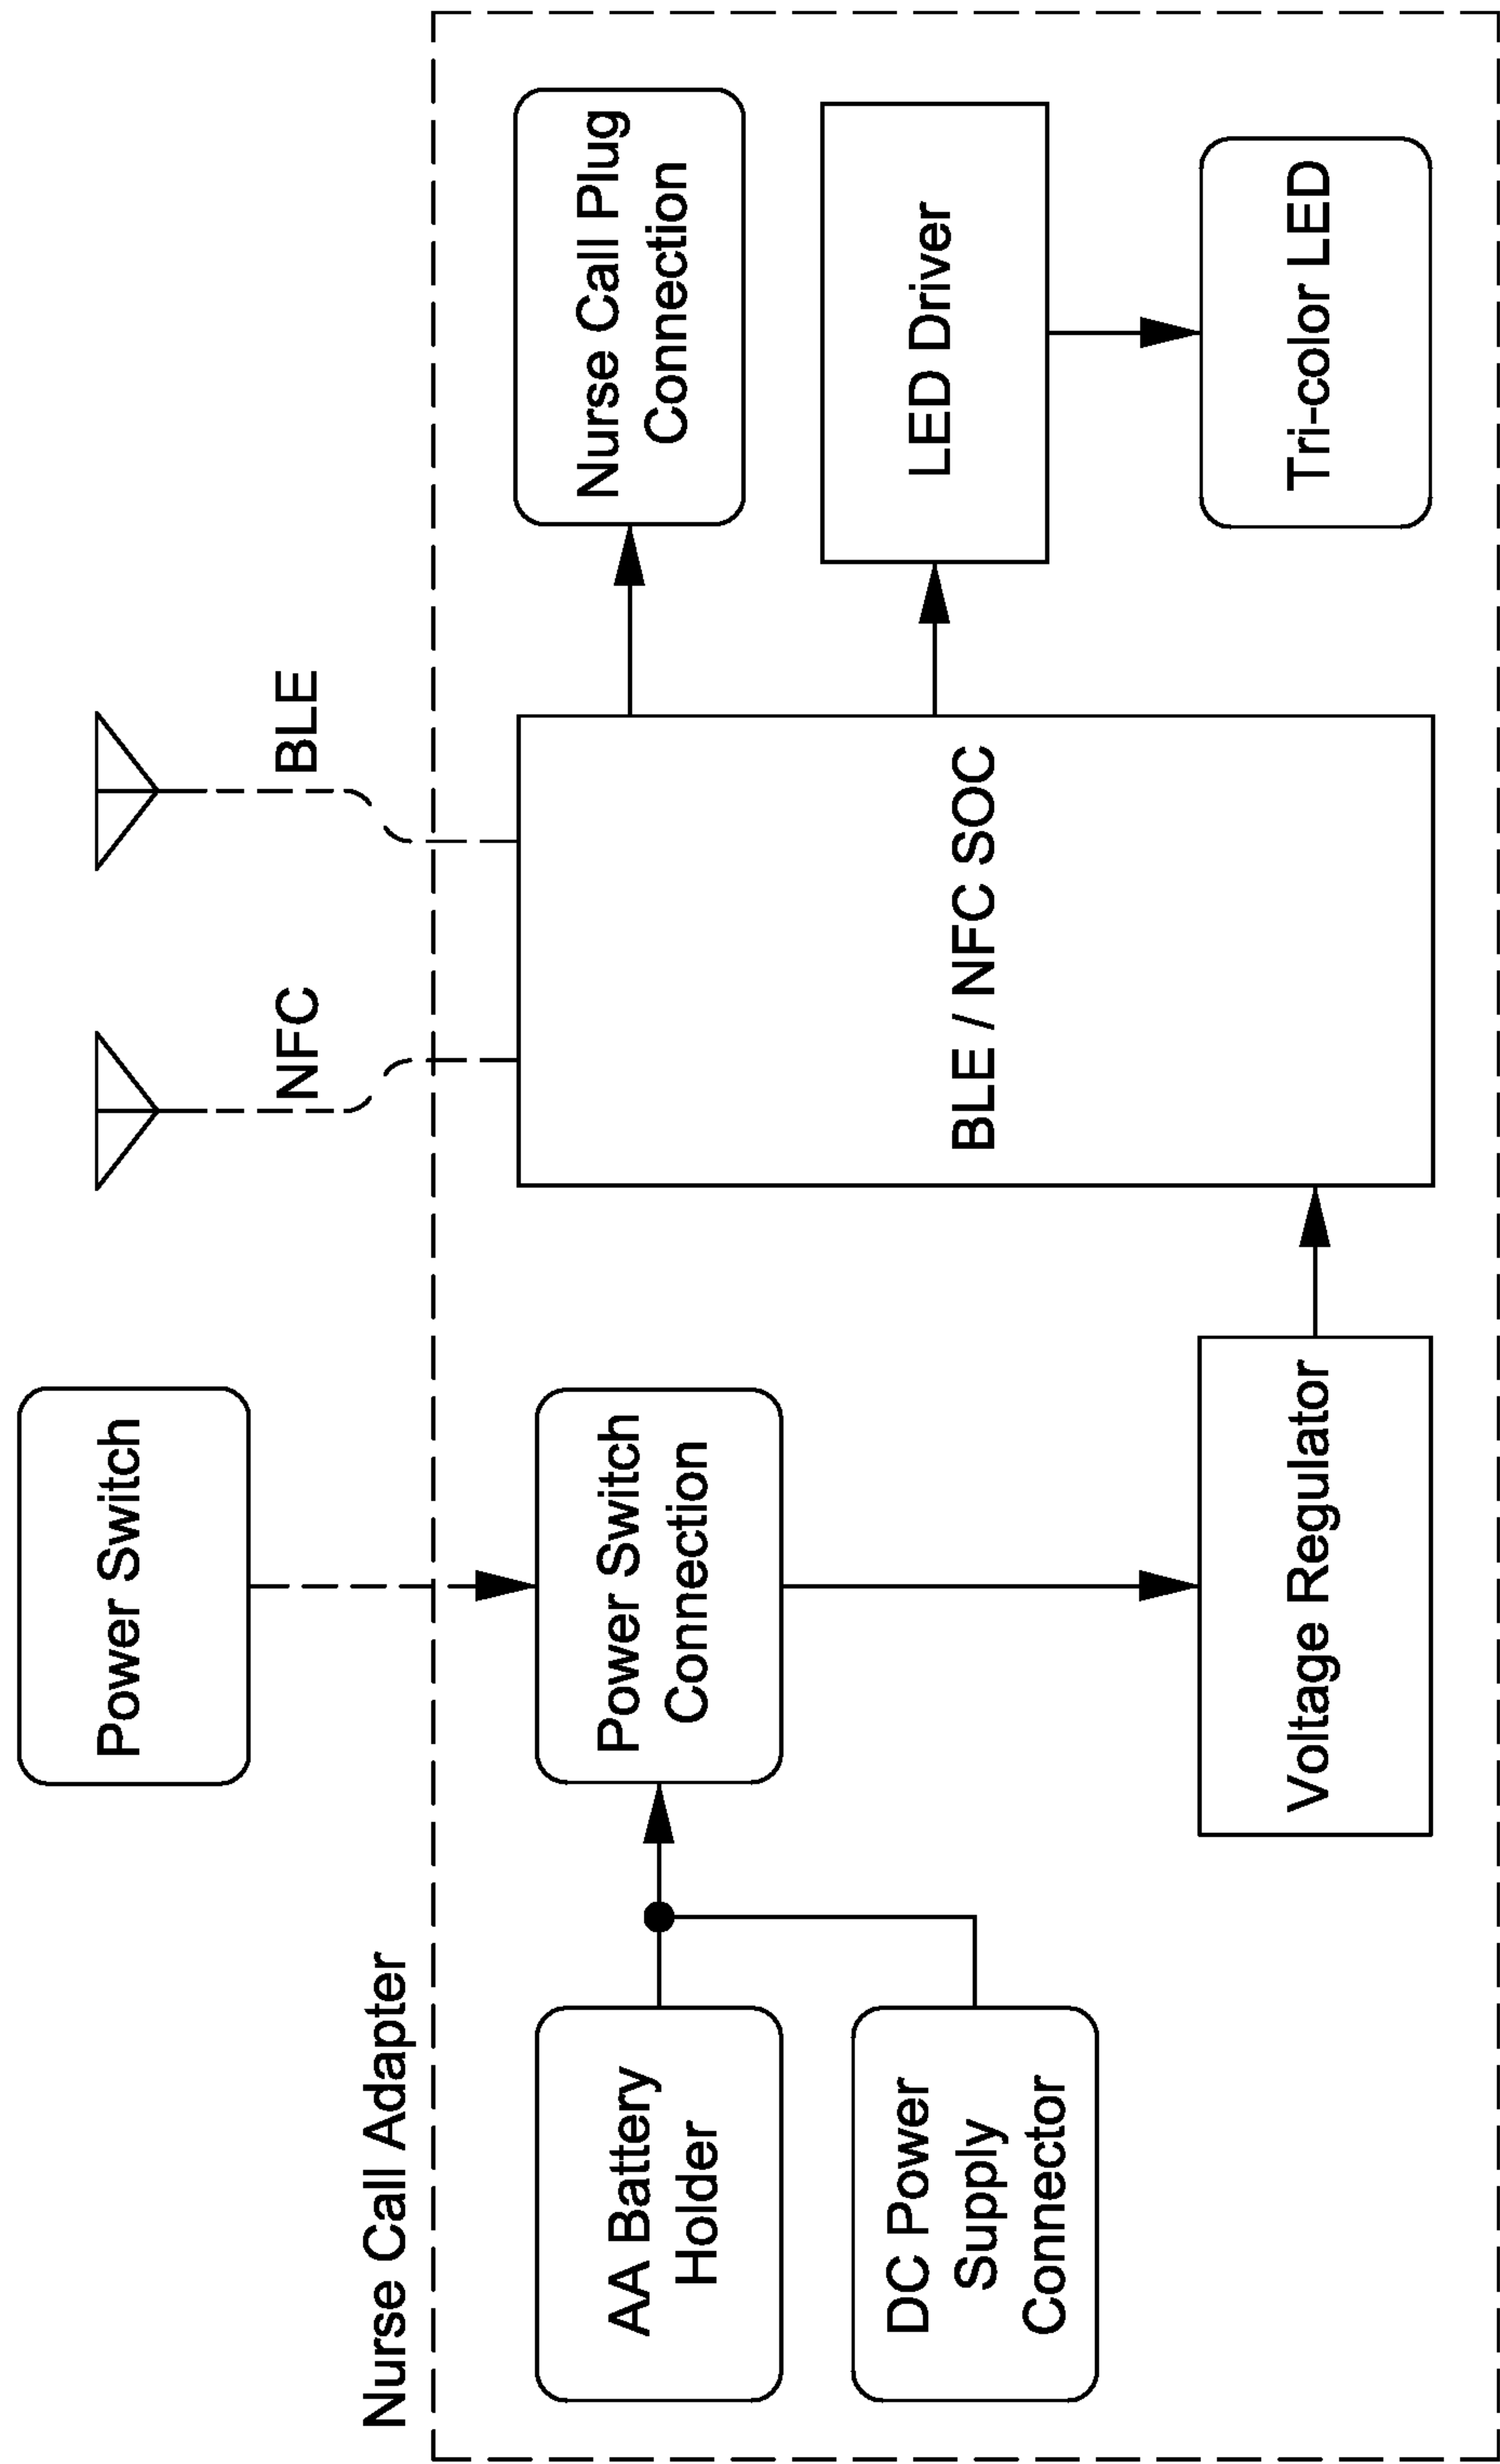 Power Switch
NFC
BLE
Nurse Call Adapter
AA Battery
Holder
Power Switch
Connection
Nurse Call Plug
Connection
DC Power
Supply
Connector
BLE / NFC SOC
LED Driver
Voltage Regulator
Tri-color LED